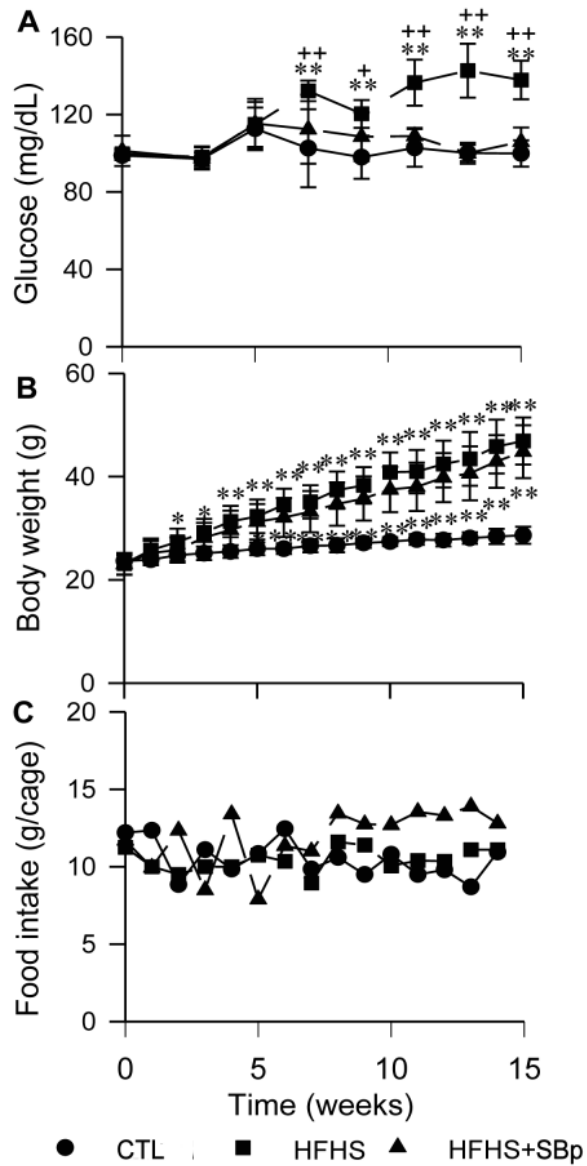 A
160
120
80
40
0
Glucose (mg/dL)
++
**
+
**
++
**
++
**
++
**
B
60
40
20
0
Body weight (g)
* * ** ** ** ** ** ** ** ** ** ** ** **
** ** ** ** ** ** ** ** ** **
C
20
15
10
5
0
Food intake (g/cage)
0 5 10 15
Time (weeks)
CTL HFHS HFHS+SBp